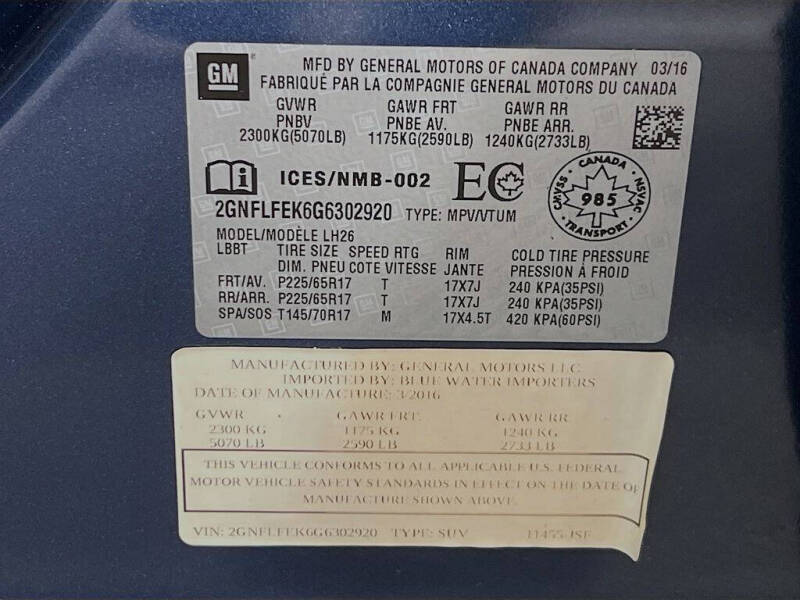 GM
MFD BY GENERAL MOTORS OF CANADA COMPANY 03/16
FABRIQUÉ PAR LA COMPAGNIE GENERAL MOTORS DU CANADA
GVWR GAWR FRT GAWR RR
PNBV PNBE AV. PNBE ARR.
2300KG(5070LB) 1175KG(2590LB) 1240KG(2733LB)
i ICES/NMB-002 EC
CANADA
CMVSS NSVAC
985
TRANSPORT
2GNFLFEK6G6302920 TYPE: MPV/VTUM
MODEL/MODÈLE LH26
LBBT TIRE SIZE SPEED RTG RIM COLD TIRE PRESSURE
DIM. PNEU COTE VITESSE JANTE PRESSION À FROID
FRT/AV. P225/65R17 T 17X7J 240 KPA(35PSI)
RR/ARR. P225/65R17 T 17X7J 240 KPA(35PSI)
SPA/SOS T145/70R17 M 17X4.5T 420 KPA(60PSI)
MANUFACTURED BY: GENERAL MOTORS LLC
IMPORTED BY: BLUE WATER IMPORTERS
DATE OF MANUFACTURE: 3/2016
GVWR GAWR FRT GAWR RR
2300 KG 1175 KG 1240 KG
5070 LB 2590 LB 2733 LB
THIS VEHICLE CONFORMS TO ALL APPLICABLE U.S. FEDERAL
MOTOR VEHICLE SAFETY STANDARDS IN EFFECT ON THE DATE OF
MANUFACTURE SHOWN ABOVE.
VIN: 2GNFLFEK6G6302920 TYPE: SUV 11455-JSF